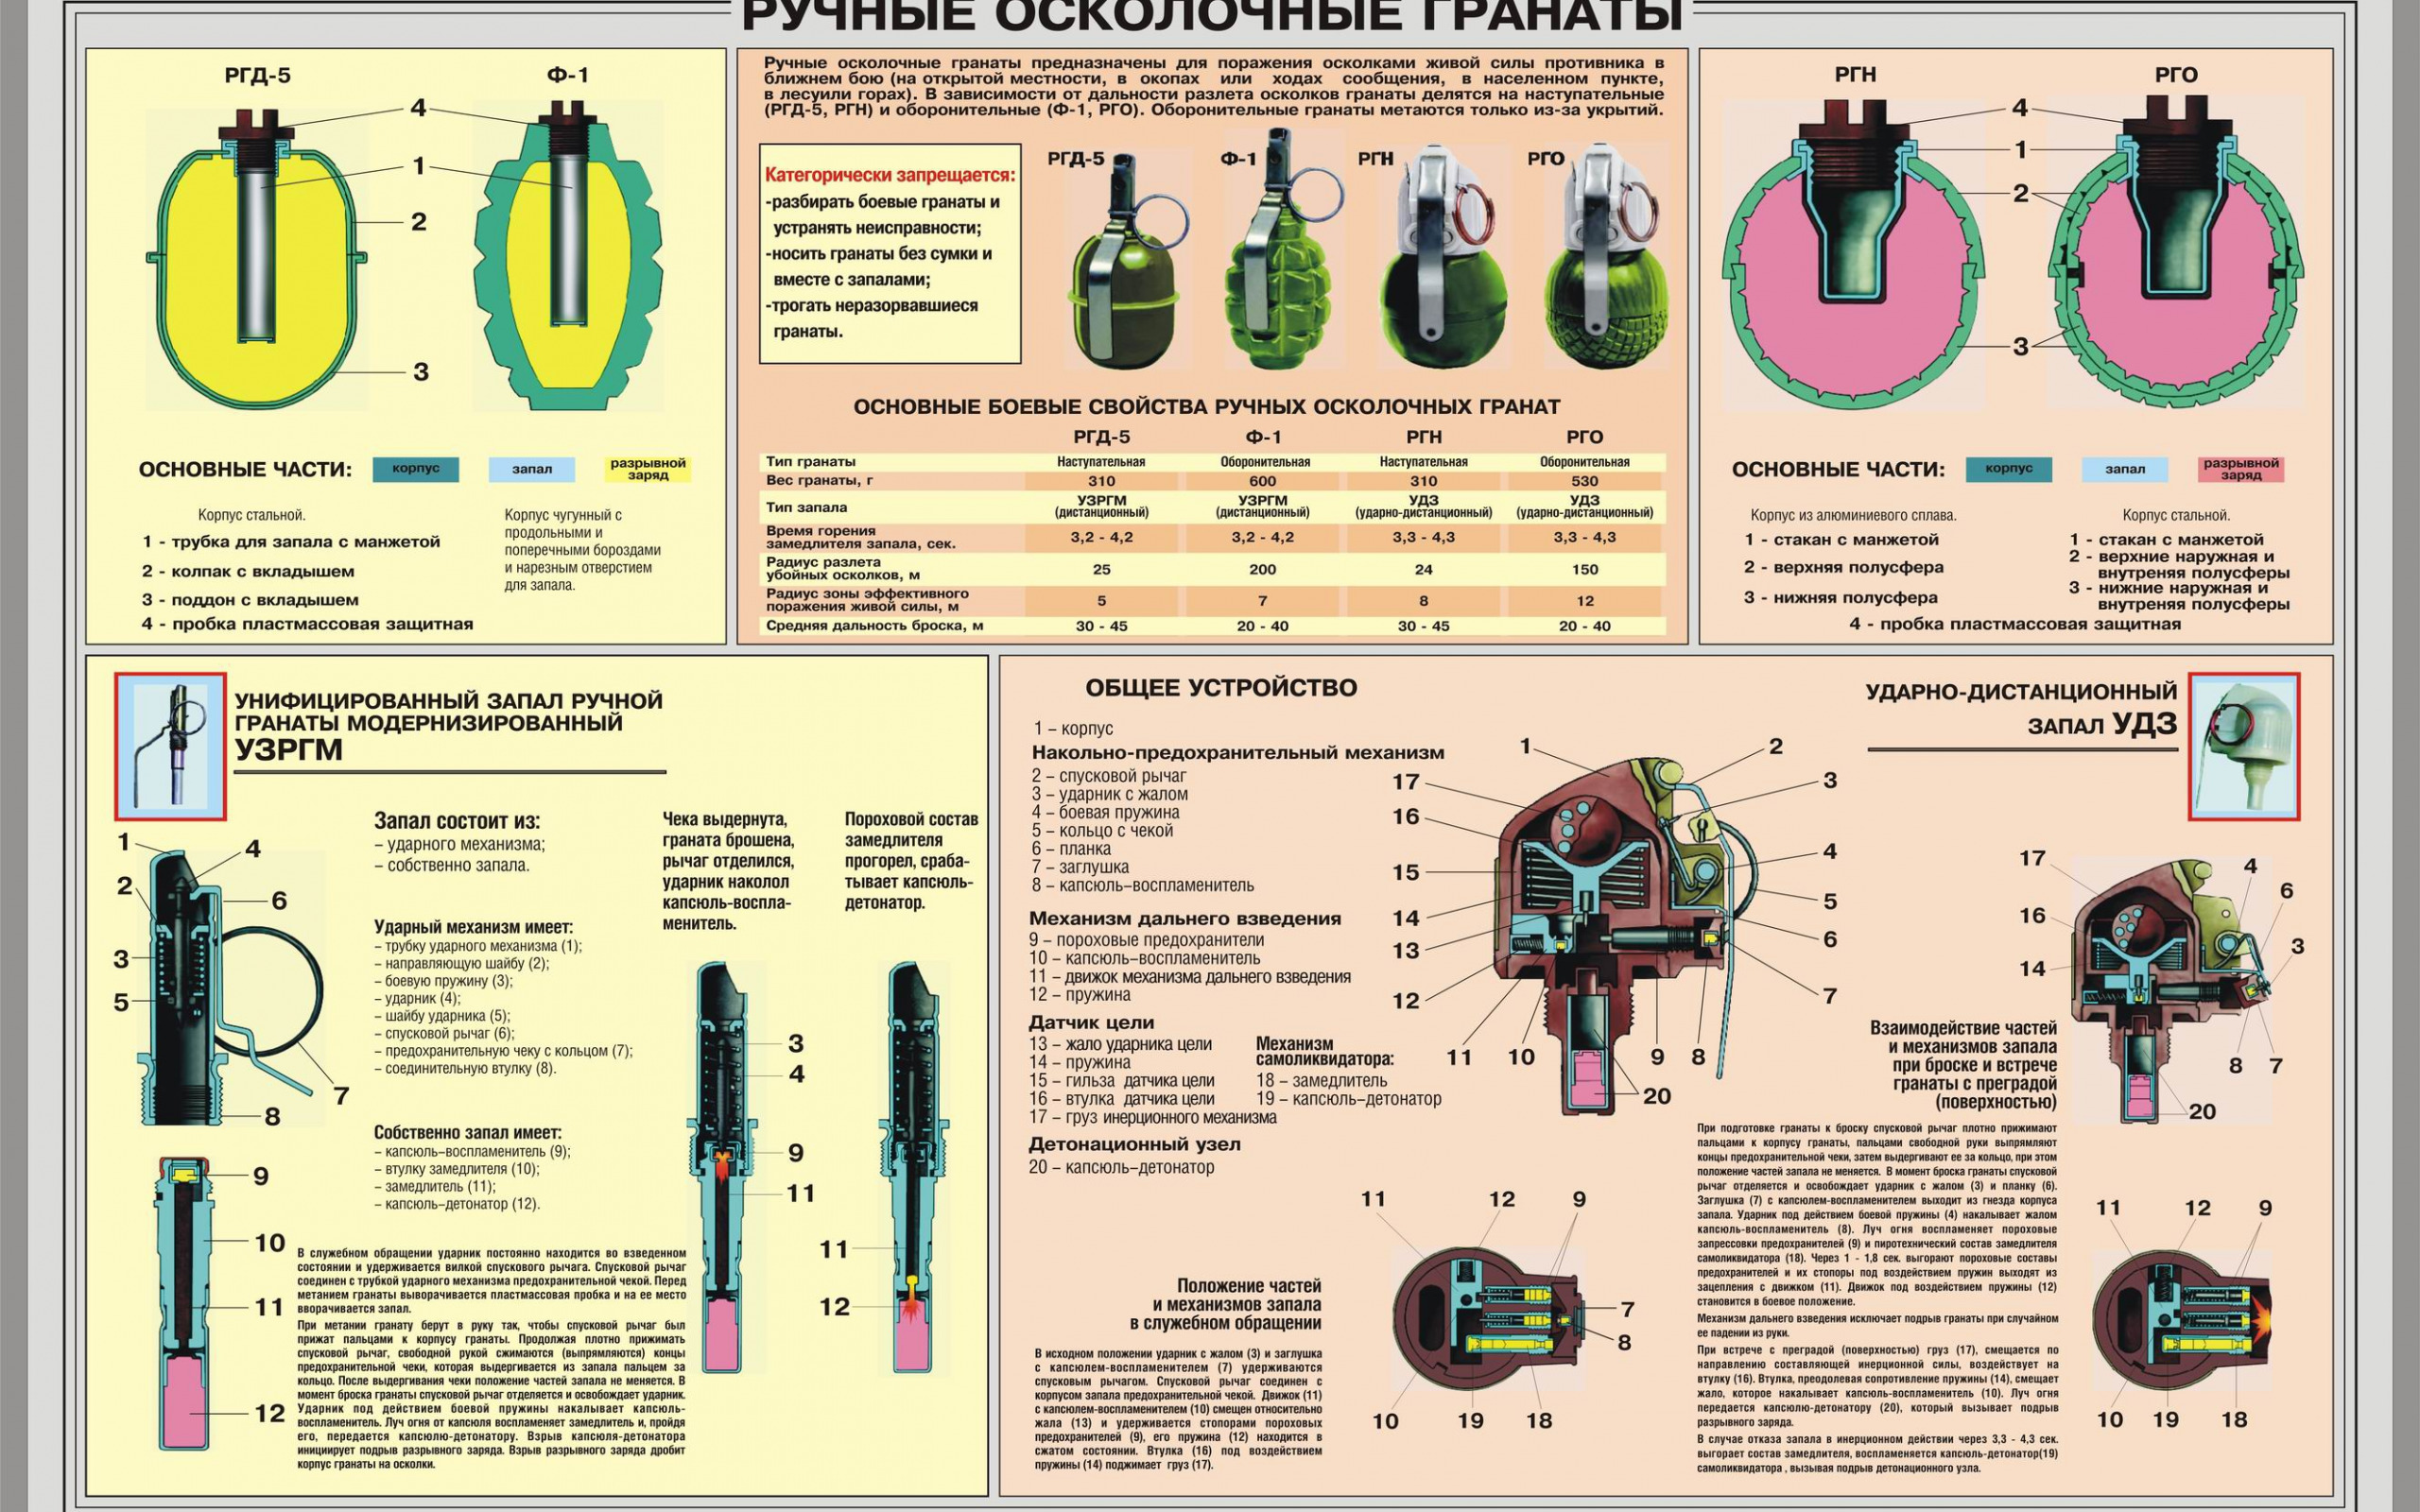 РУЧНЫЕ ОСКОЛОЧНЫЕ ГРАНАТЫ
РГД-5
Ф-1
4
1
2
3
ОСНОВНЫЕ ЧАСТИ:
корпус
запал
разрывной
заряд
Корпус стальной.
1 - трубка для запала с манжетой
2 - колпак с вкладышем
3 - поддон с вкладышем
4 - пробка пластмассовая защитная
Корпус чугунный с
продольными и
поперечными бороздами
и нарезным отверстием
для запала.
Ручные осколочные гранаты предназначены для поражения осколками живой силы противника в
ближнем бою (на открытой местности, в окопах или ходах сообщения, в населенном пункте,
в лесуили горах). В зависимости от дальности разлета осколков гранаты делятся на наступательные
(РГД-5, РГН) и оборонительные (Ф-1, РГО). Оборонительные гранаты метаются только из-за укрытий.
Категорически запрещается:
-разбирать боевые гранаты и
устранять неисправности;
-носить гранаты без сумки и
вместе с запалами;
-трогать неразорвавшиеся
гранаты.
РГД-5
Ф-1
РГН
РГО
ОСНОВНЫЕ БОЕВЫЕ СВОЙСТВА РУЧНЫХ ОСКОЛОЧНЫХ ГРАНАТ
РГД-5 Ф-1 РГН РГО
Тип гранаты Наступательная Оборонительная Наступательная Оборонительная
Вес гранаты, г 310 600 310 530
Тип запала УЗРГМ УЗРГМ УДЗ УДЗ
(дистанционный) (дистанционный) (ударно-дистанционный) (ударно-дистанционный)
Время горения
замедлителя запала, сек. 3,2 - 4,2 3,2 - 4,2 3,3 - 4,3 3,3 - 4,3
Радиус разлета
убойных осколков, м 25 200 24 150
Радиус зоны эффективного
поражения живой силы, м 5 7 8 12
Средняя дальность броска, м 30 - 45 20 - 40 30 - 45 20 - 40
РГН
РГО
4
1
2
3
ОСНОВНЫЕ ЧАСТИ:
корпус
запал
разрывной
заряд
Корпус из алюминиевого сплава.
1 - стакан с манжетой
2 - верхняя полусфера
3 - нижняя полусфера
Корпус стальной.
1 - стакан с манжетой
2 - верхние наружная и
внутреняя полусферы
3 - нижние наружная и
внутреняя полусферы
4 - пробка пластмассовая защитная
УНИФИЦИРОВАННЫЙ ЗАПАЛ РУЧНОЙ
ГРАНАТЫ МОДЕРНИЗИРОВАННЫЙ
УЗРГМ
1
4
2
6
3
5
7
8
9
10
11
12
Запал состоит из:
– ударного механизма;
– собственно запала.
Ударный механизм имеет:
– трубку ударного механизма (1);
– направляющую шайбу (2);
– боевую пружину (3);
– ударник (4);
– шайбу ударника (5);
– спусковой рычаг (6);
– предохранительную чеку с кольцом (7);
– соединительную втулку (8).
Собственно запал имеет:
– капсюль–воспламенитель (9);
– втулку замедлителя (10);
– замедлитель (11);
– капсюль–детонатор (12).
Чека выдернута,
граната брошена,
рычаг отделился,
ударник наколол
капсюль-воспла-
менитель.
Пороховой состав
замедлителя
прогорел, сраба-
тывает капсюль-
детонатор.
3
4
9
11
11
12
В служебном обращении ударник постоянно находится во взведенном
состоянии и удерживается вилкой спускового рычага. Спусковой рычаг
соединен с трубкой ударного механизма предохранительной чекой. Перед
метанием гранаты выворачивается пластмассовая пробка и на ее место
вворачивается запал.
При метании гранату берут в руку так, чтобы спусковой рычаг был
прижат пальцами к корпусу гранаты. Продолжая плотно прижимать
спусковой рычаг, свободной рукой сжимаются (выпрямляются) концы
предохранительной чеки, которая выдергивается из запала пальцем за
кольцо. После выдергивания чеки положение частей запала не меняется. В
момент броска гранаты спусковой рычаг отделяется и освобождает ударник.
Ударник под действием боевой пружины накалывает капсюль-
воспламенитель. Луч огня от капсюля воспламеняет замедлитель и, пройдя
его, передается капсюлю-детонатору. Взрыв капсюля-детонатора
инициирует подрыв разрывного заряда. Взрыв разрывного заряда дробит
корпус гранаты на осколки.
ОБЩЕЕ УСТРОЙСТВО
1 – корпус
Накольно-предохранительный механизм
2 – спусковой рычаг
3 – ударник с жалом
4 – боевая пружина
5 – кольцо с чекой
6 – планка
7 – заглушка
8 – капсюль–воспламенитель
Механизм дальнего взведения
9 – пороховые предохранители
10 – капсюль–воспламенитель
11 – движок механизма дальнего взведения
12 – пружина
Датчик цели
13 – жало ударника цели
14 – пружина
15 – гильза датчика цели
16 – втулка датчика цели
17 – груз инерционного механизма
Механизм
самоликвидатора:
18 – замедлитель
19 – капсюль–детонатор
Детонационный узел
20 – капсюль–детонатор
УДАРНО-ДИСТАНЦИОННЫЙ
ЗАПАЛ УДЗ
1
2
17
3
16
4
15
5
14
6
13
7
12
11
10
9
8
20
17
4
6
16
3
14
8
7
20
Взаимодействие частей
и механизмов запала
при броске и встрече
гранаты с преградой
(поверхностью)
При подготовке гранаты к броску спусковой рычаг плотно прижимают
пальцами к корпусу гранаты, пальцами свободной руки выпрямляют
концы предохранительной чеки, затем выдергивают ее за кольцо, при этом
положение частей запала не меняется. В момент броска гранаты спусковой
рычаг отделяется и освобождает ударник с жалом (3) и планку (6).
Заглушка (7) с капсюлем-воспламенителем выходит из гнезда корпуса
запала. Ударник под действием боевой пружины (4) накалывает жалом
капсюль-воспламенитель (8). Луч огня воспламеняет пороховые
запрессовки предохранителей (9) и пиротехнический состав замедлителя
самоликвидатора (18). Через 1 - 1,8 сек. выгорают пороховые составы
предохранителей и их стопоры под воздействием пружин выходят из
зацепления с движком (11). Движок под воздействием пружины (12)
становится в боевое положение.
Механизм дальнего взведения исключает подрыв гранаты при случайном
ее падении из руки.
При встрече с преградой (поверхностью) груз (17), смещается по
направлению составляющей инерционной силы, воздействует на
втулку (16). Втулка, преодолев сопротивление пружины (14), смещает
жало, которое накалывает капсюль-воспламенитель (10). Луч огня
передается капсюлю-детонатору (20), который вызывает подрыв
разрывного заряда.
В случае отказа запала в инерционном действии через 3,3 - 4,3 сек.
выгорает состав замедлителя, воспламеняется капсюль-детонатор(19)
самоликвидатора , вызывая подрыв детонационного узла.
Положение частей
и механизмов запала
в служебном обращении
В исходном положении ударник с жалом (3) и заглушка
с капсюлем-воспламенителем (7) удерживаются
спусковым рычагом. Спусковой рычаг соединен с
корпусом запала предохранительной чекой. Движок (11)
с капсюлем-воспламенителем (10) смещен относительно
жала (13) и удерживается стопорами пороховых
предохранителей (9), его пружина (12) находится в
сжатом состоянии. Втулка (16) под воздействием
пружины (14) поджимает груз (17).
11
12
9
7
8
10
19
18
11
12
9
10
19
18